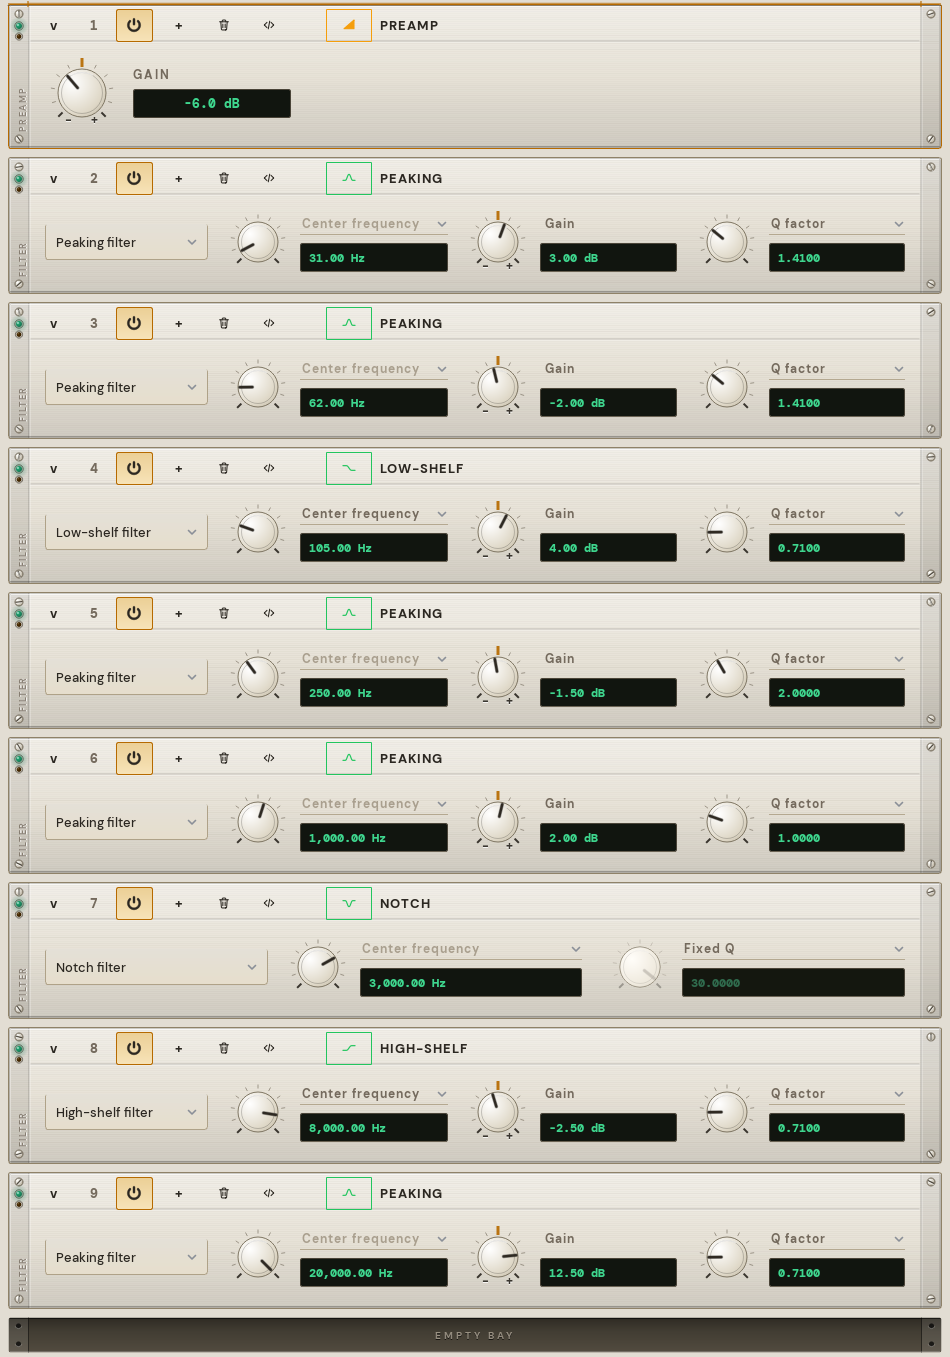 v 1 + </> PREAMP
PREAMP
GAIN
-6.0 dB
- +
v 2 + </> PEAKING
FILTER
Peaking filter
Center frequency
31.00 Hz
Gain
3.00 dB
- +
Q factor
1.4100
v 3 + </> PEAKING
FILTER
Peaking filter
Center frequency
62.00 Hz
Gain
-2.00 dB
- +
Q factor
1.4100
v 4 + </> LOW-SHELF
FILTER
Low-shelf filter
Center frequency
105.00 Hz
Gain
4.00 dB
- +
Q factor
0.7100
v 5 + </> PEAKING
FILTER
Peaking filter
Center frequency
250.00 Hz
Gain
-1.50 dB
- +
Q factor
2.0000
v 6 + </> PEAKING
FILTER
Peaking filter
Center frequency
1,000.00 Hz
Gain
2.00 dB
- +
Q factor
1.0000
v 7 + </> NOTCH
FILTER
Notch filter
Center frequency
3,000.00 Hz
Fixed Q
30.0000
v 8 + </> HIGH-SHELF
FILTER
High-shelf filter
Center frequency
8,000.00 Hz
Gain
-2.50 dB
- +
Q factor
0.7100
v 9 + </> PEAKING
FILTER
Peaking filter
Center frequency
20,000.00 Hz
Gain
12.50 dB
- +
Q factor
0.7100
EMPTY BAY